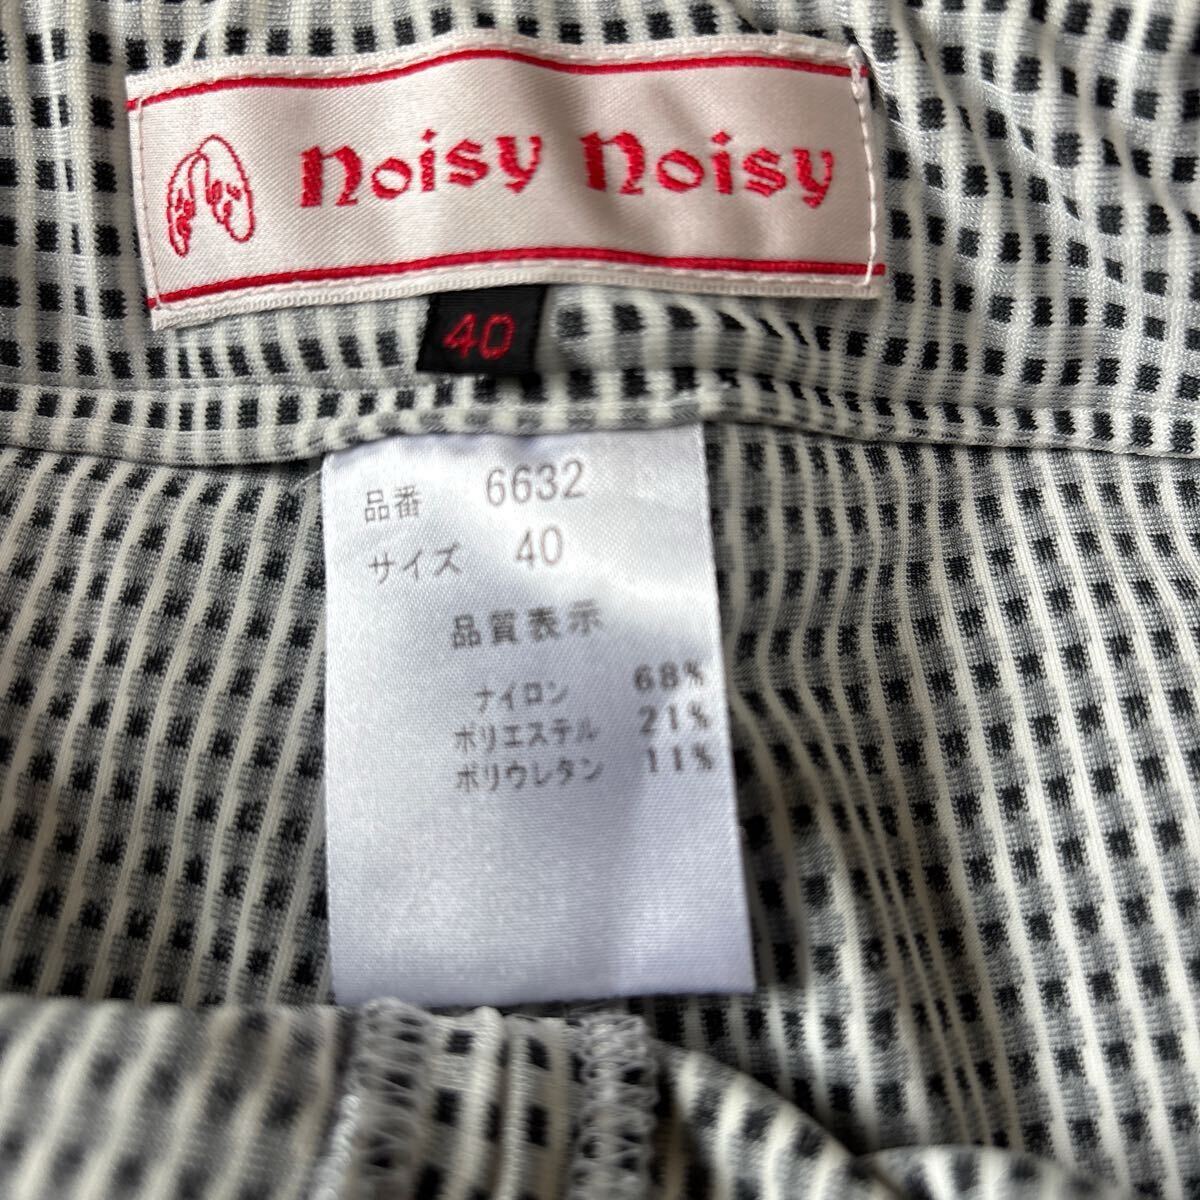 noisy noisy
40
品番 6632
サイズ 40
品質表示
ナイロン 68%
ポリエステル 21%
ポリウレタン 11%